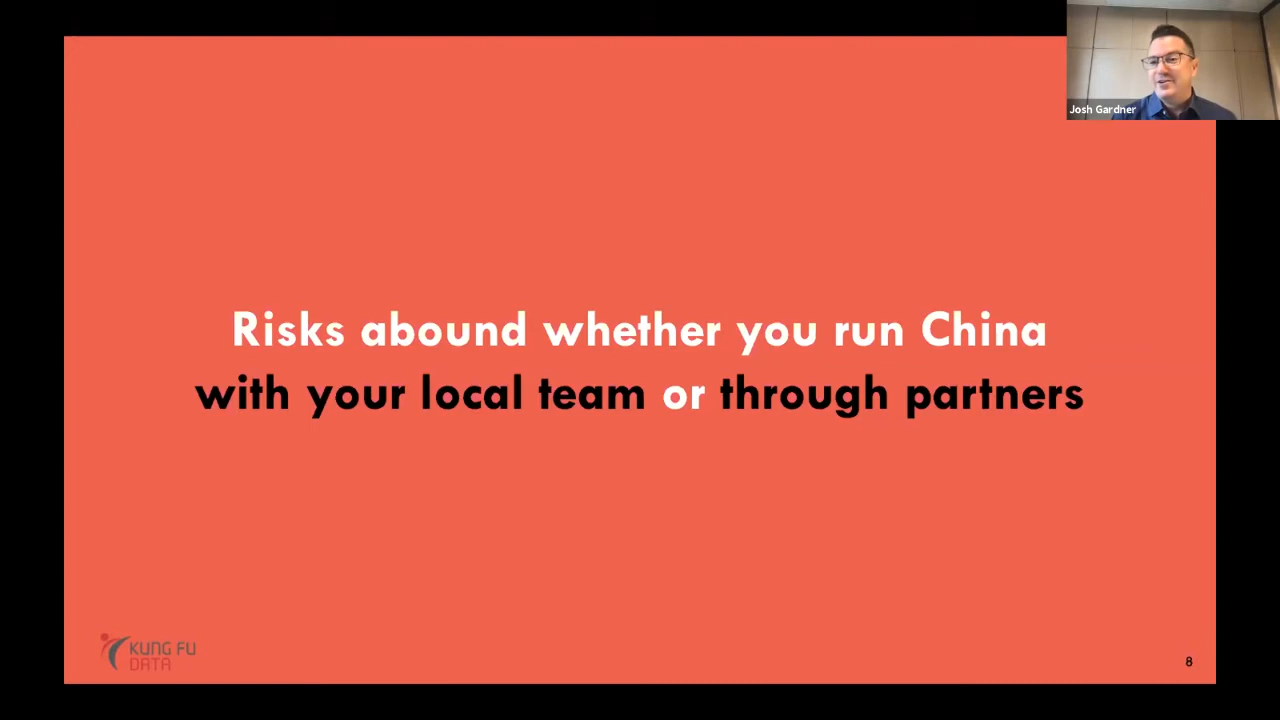 Josh Gardner
Risks abound whether you run China
with your local team or through partners
KUNG FU
DATA
8